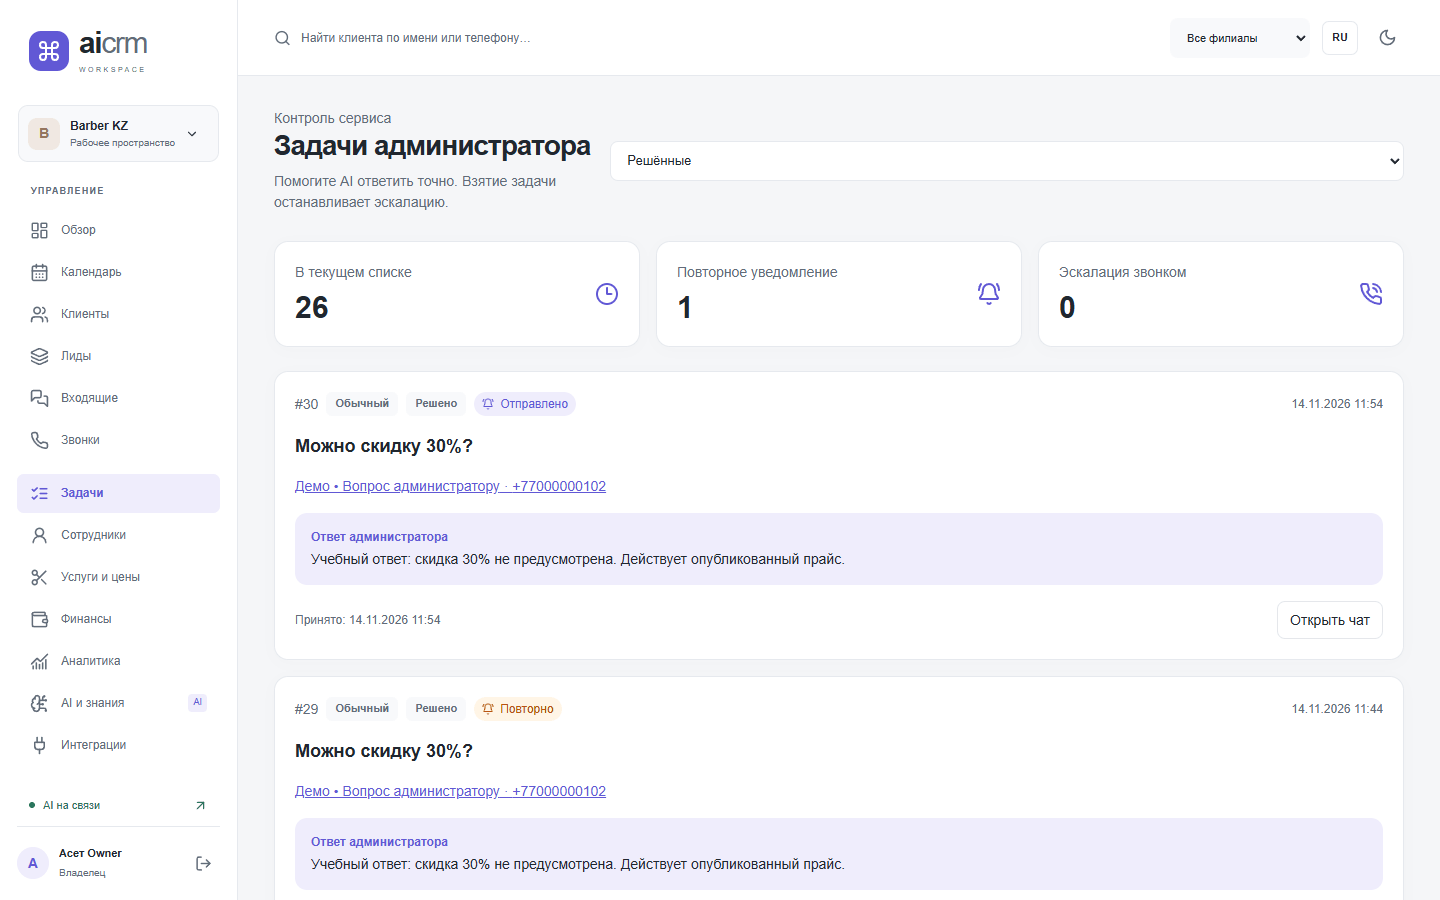 aicrm
WORKSPACE
B
Barber KZ
Рабочее пространство
УПРАВЛЕНИЕ
Обзор
Календарь
Клиенты
Лиды
Входящие
Звонки
Задачи
Сотрудники
Услуги и цены
Финансы
Аналитика
AI и знания
AI
Интеграции
AI на связи
A
Асет Owner
Владелец
Найти клиента по имени или телефону...
Все филиалы
RU
Контроль сервиса
Задачи администратора
Помогите AI ответить точно. Взятие задачи
останавливает эскалацию.
Решённые
В текущем списке
26
Повторное уведомление
1
Эскалация звонком
0
#30 Обычный Решено Отправлено 14.11.2026 11:54
Можно скидку 30%?
Демо • Вопрос администратору · +77000000102
Ответ администратора
Учебный ответ: скидка 30% не предусмотрена. Действует опубликованный прайс.
Принято: 14.11.2026 11:54
Открыть чат
#29 Обычный Решено Повторно 14.11.2026 11:44
Можно скидку 30%?
Демо • Вопрос администратору · +77000000102
Ответ администратора
Учебный ответ: скидка 30% не предусмотрена. Действует опубликованный прайс.